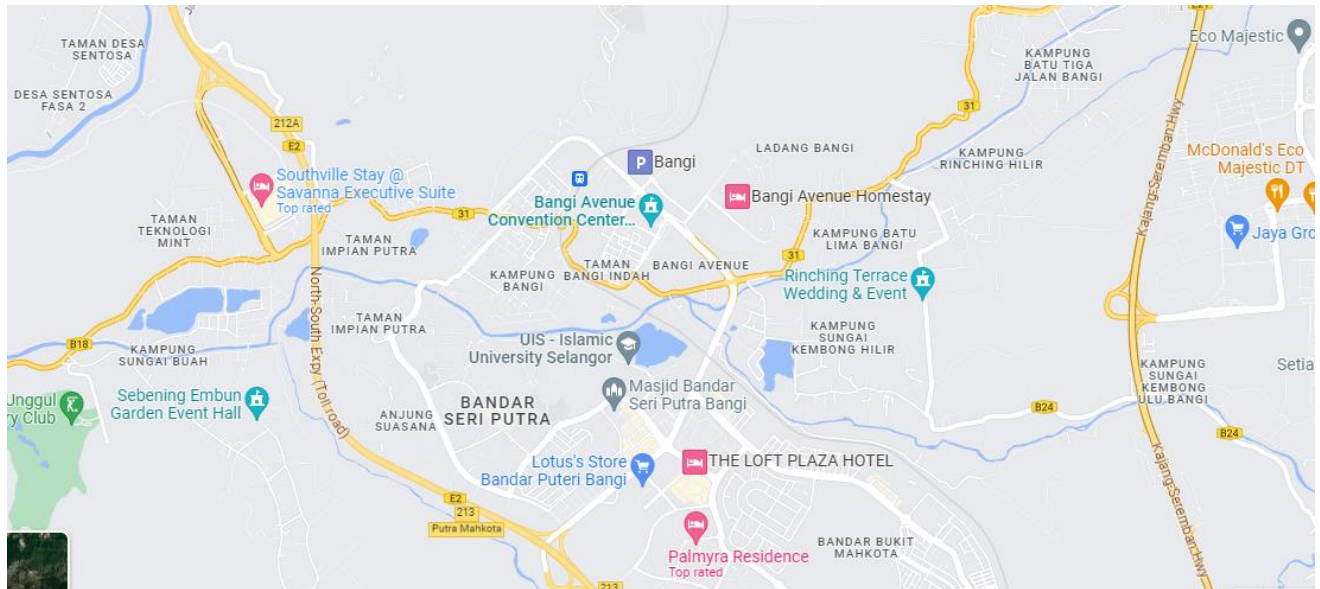 TAMAN DESA
SENTOSA
DESA SENTOSA
FASA 2
212A
E2
Southville Stay @
Savanna Executive Suite
Top rated
TAMAN
TEKNOLOGI
MINT
31
TAMAN
IMPIAN PUTRA
P
Bangi
Bangi Avenue
Convention Center...
LADANG BANGI
Bangi Avenue Homestay
KAMPUNG
BATU TIGA
JALAN BANGI
31
KAMPUNG
RINCHING HILIR
Eco Majestic
McDonald's Eco
Majestic DT
Jaya Gro
Kajang-Seremban Hwy
KAMPUNG BATU
LIMA BANGI
31
KAMPUNG
BANGI
TAMAN
BANGI INDAH
BANGI AVENUE
Rinching Terrace
Wedding & Event
North-South Expy (Toll road)
TAMAN
IMPIAN PUTRA
B18
KAMPUNG
SUNGAI BUAH
UIS - Islamic
University Selangor
KAMPUNG
SUNGAI
KEMBONG HILIR
KAMPUNG
SUNGAI
KEMBONG
ULU BANGI
Setia
Unggul
ry Club
Sebening Embun
Garden Event Hall
ANJUNG
SUASANA
BANDAR
SERI PUTRA
Masjid Bandar
Seri Putra Bangi
B24
B24
Lotus's Store
Bandar Puteri Bangi
THE LOFT PLAZA HOTEL
Kajang-Seremban Hwy
E2
213
Putra Mahkota
Palmyra Residence
Top rated
BANDAR BUKIT
MAHKOTA
213